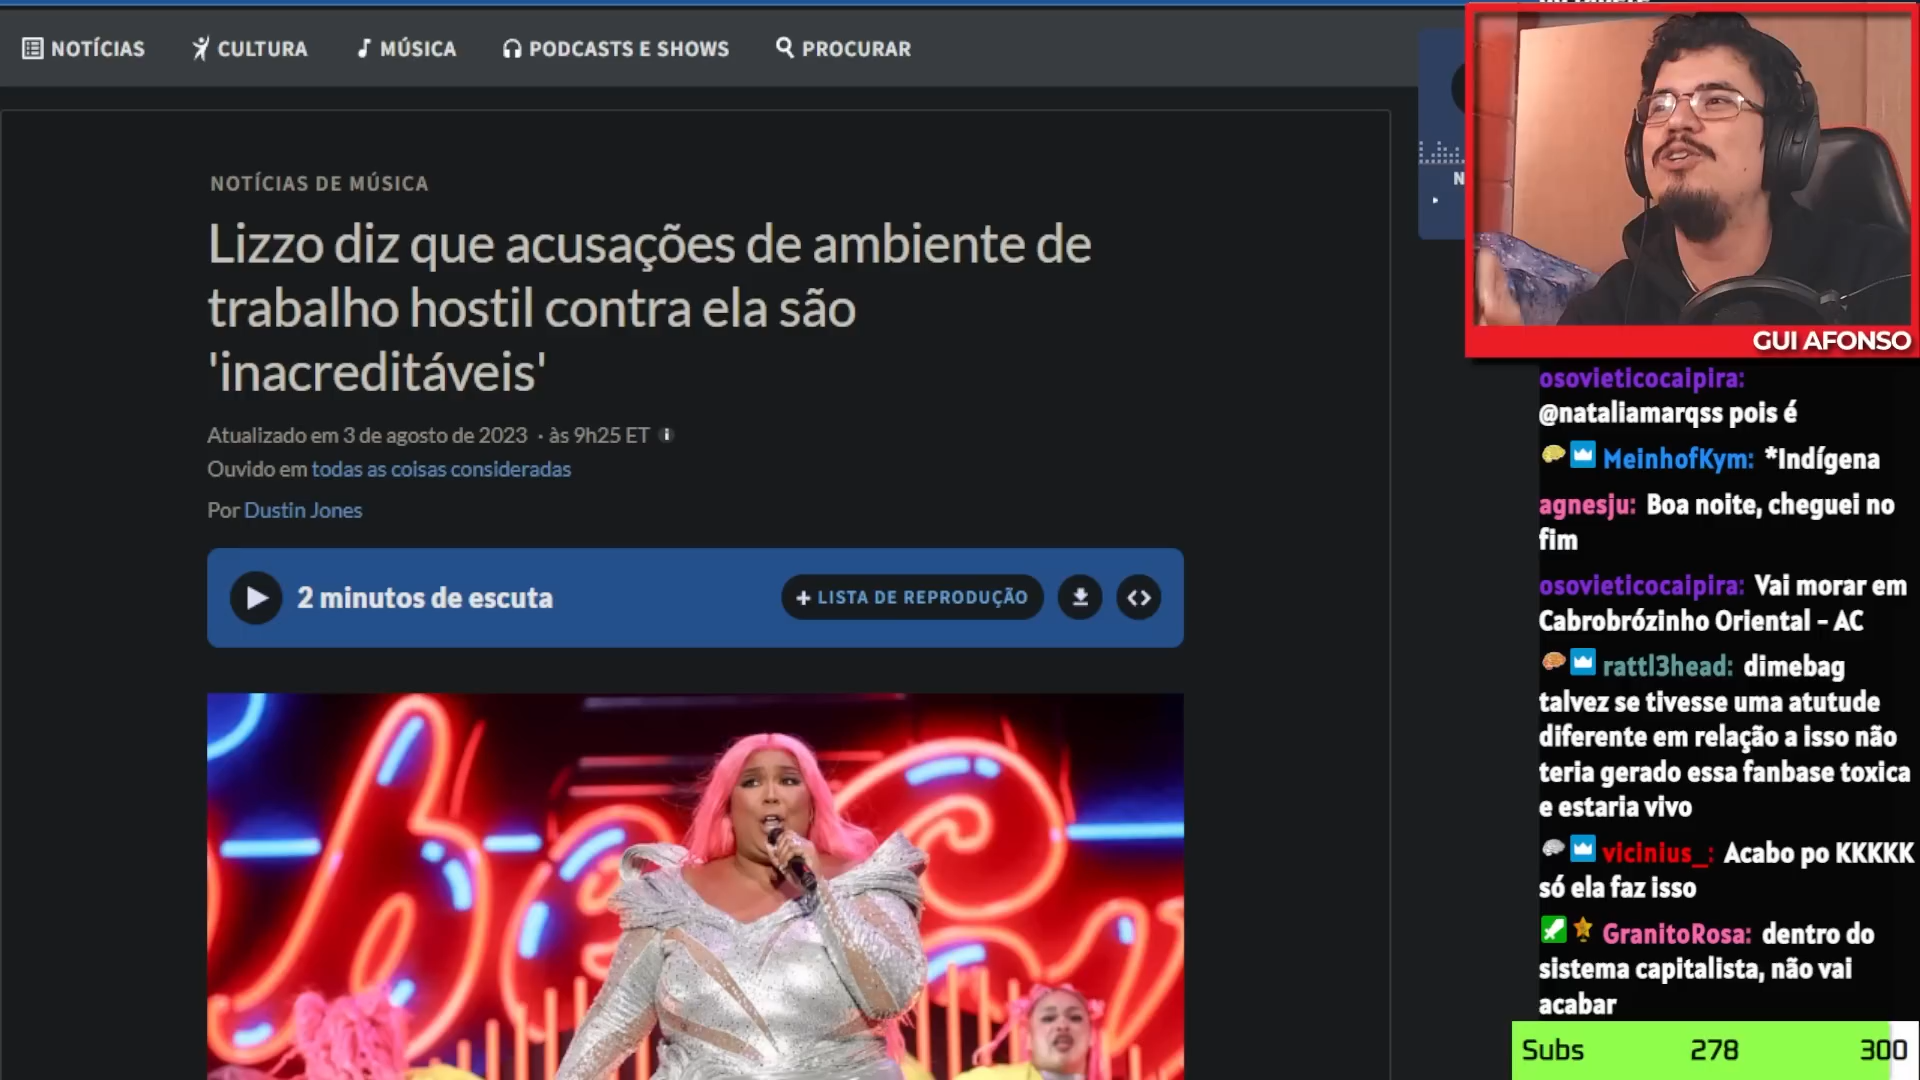 NOTÍCIAS CULTURA MÚSICA PODCASTS E SHOWS PROCURAR
NOTÍCIAS DE MÚSICA
Lizzo diz que acusações de ambiente de
trabalho hostil contra ela são
'inacreditáveis'
Atualizado em 3 de agosto de 2023 · às 9h25 ET
Ouvido em todas as coisas consideradas
Por Dustin Jones
2 minutos de escuta
+ LISTA DE REPRODUÇÃO
N
GUI AFONSO
osovieticocaipira:
@nataliamarqss pois é
MeinhofKym: *Indígena
agnesju: Boa noite, cheguei no
fim
osovieticocaipira: Vai morar em
Cabrobrózinho Oriental - AC
rattl3head: dimebag
talvez se tivesse uma atutude
diferente em relação a isso não
teria gerado essa fanbase toxica
e estaria vivo
vicinius_: Acabo po KKKKK
só ela faz isso
GranitoRosa: dentro do
sistema capitalista, não vai
acabar
Subs 278 300